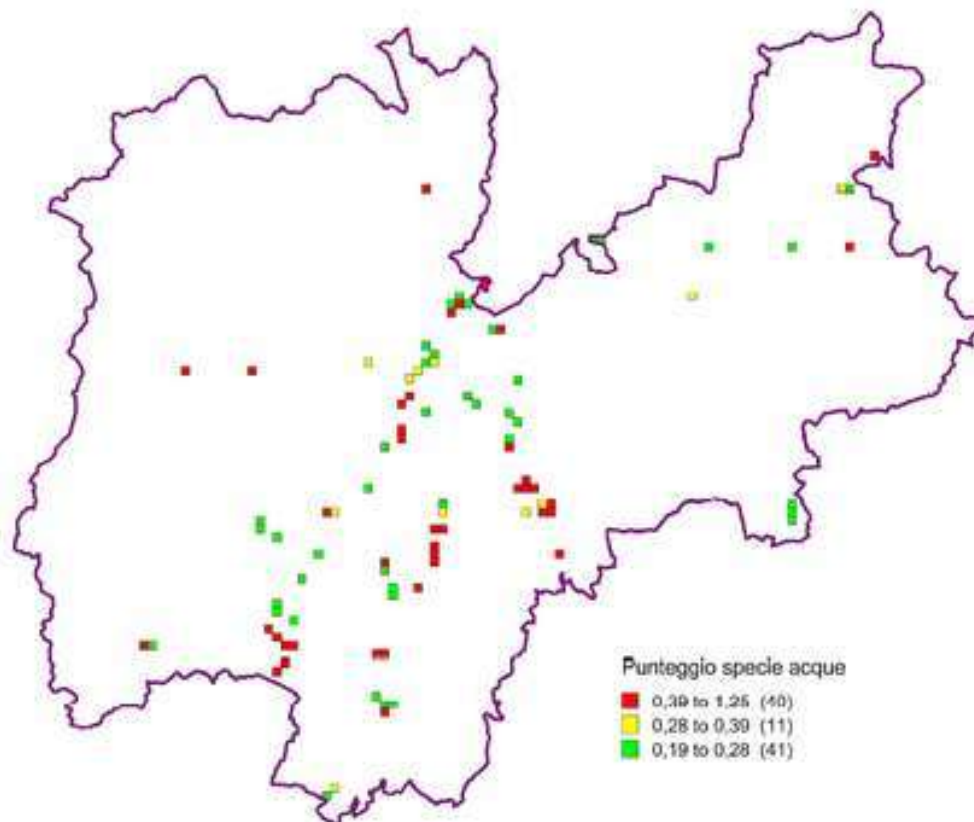 Punteggio specie acque
0,39 to 1,25 (40)
0,28 to 0,39 (11)
0,19 to 0,28 (41)